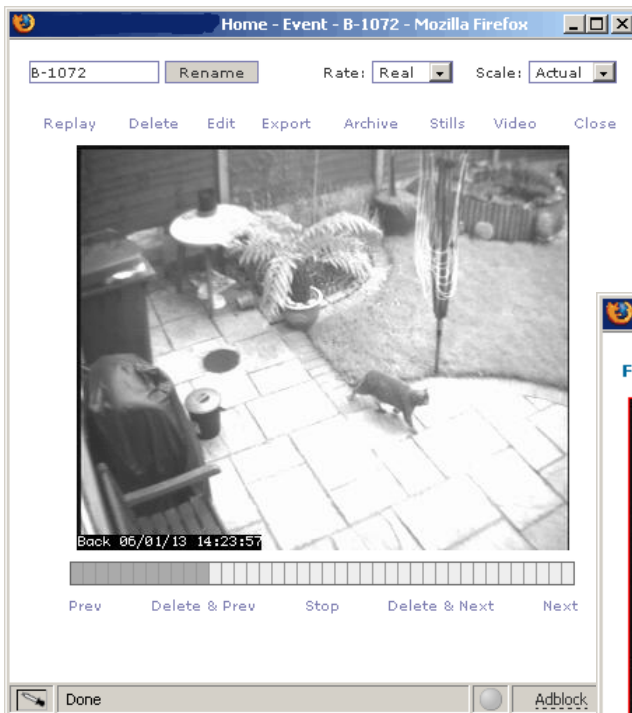 Home - Event - B-1072 - Mozilla Firefox
B-1072 Rename Rate: Real Scale: Actual
Replay Delete Edit Export Archive Stills Video Close
F
Back 06/01/13 14:23:57
Prev Delete & Prev Stop Delete & Next Next
Done Adblock